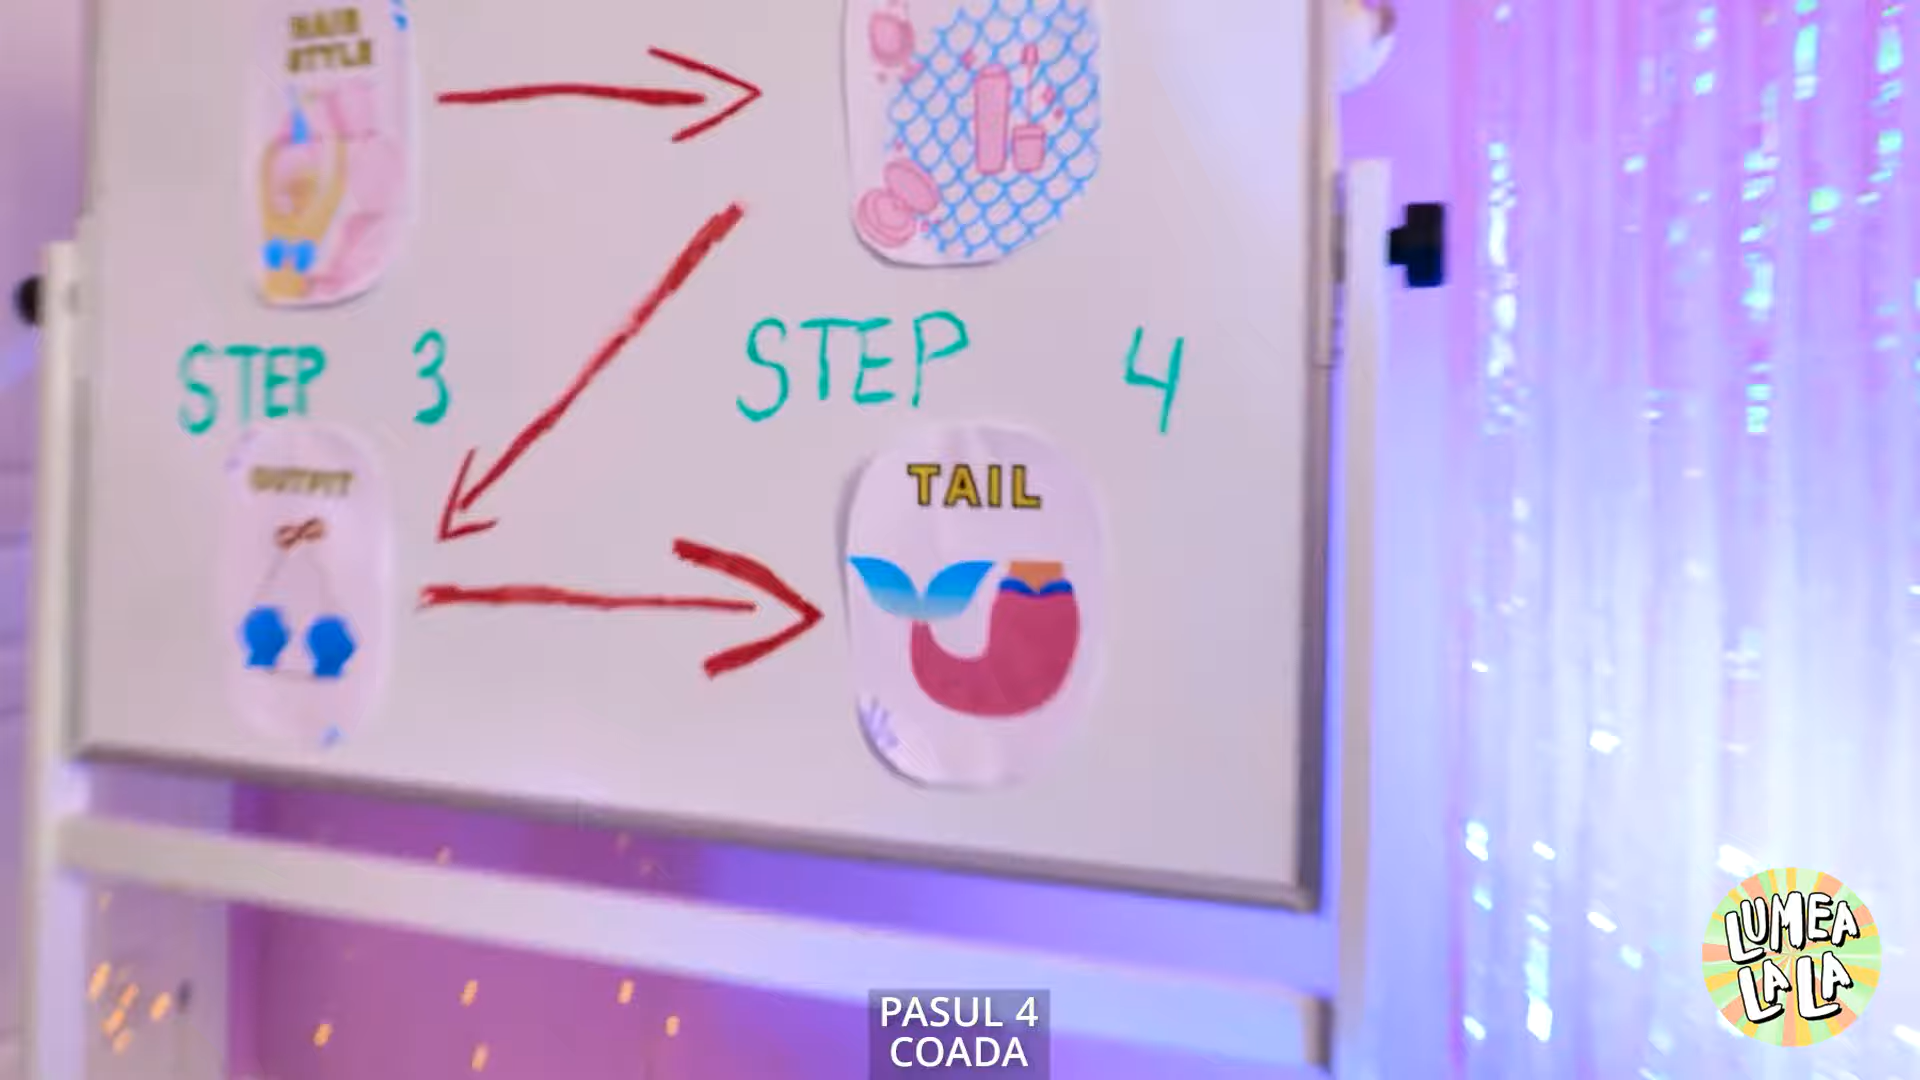 HAIR
STYLE
STEP 3
STEP 4
OUTFIT
TAIL
LUMEA
LA LA
PASUL 4
COADA